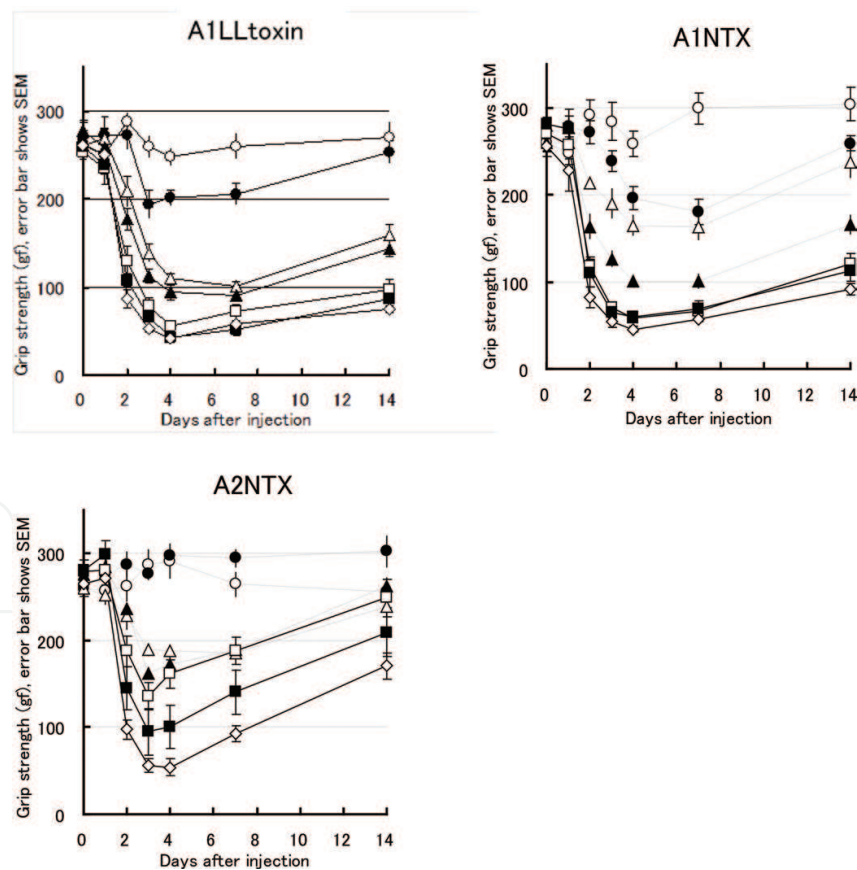 A1LLtoxin
Grip strength (gf), error bar shows SEM
300
200
100
0
0 2 4 6 8 10 12 14
Days after injection
A1NTX
Grip strength (gf), error bar shows SEM
300
200
100
0
0 2 4 6 8 10 12 14
Days after injection
A2NTX
Grip strength (gf), error bar shows SEM
300
200
100
0
0 2 4 6 8 10 12 14
Days after injection